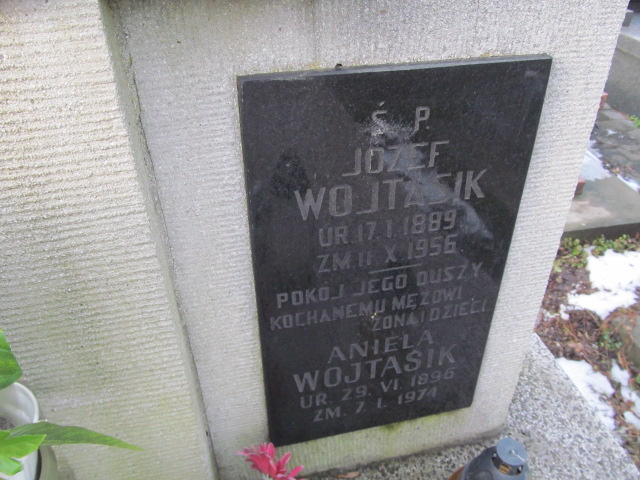 Ś. P.
JÓZEF
WOJTASIK
UR. 17. I. 1889
ZM. 11. X. 1956
POKÓJ JEGO DUSZY
KOCHANEMU MĘŻOWI
ŻONA I DZIECI
ANIELA
WOJTASIK
UR. 29. VI. 1896
ZM. 7. I. 1974